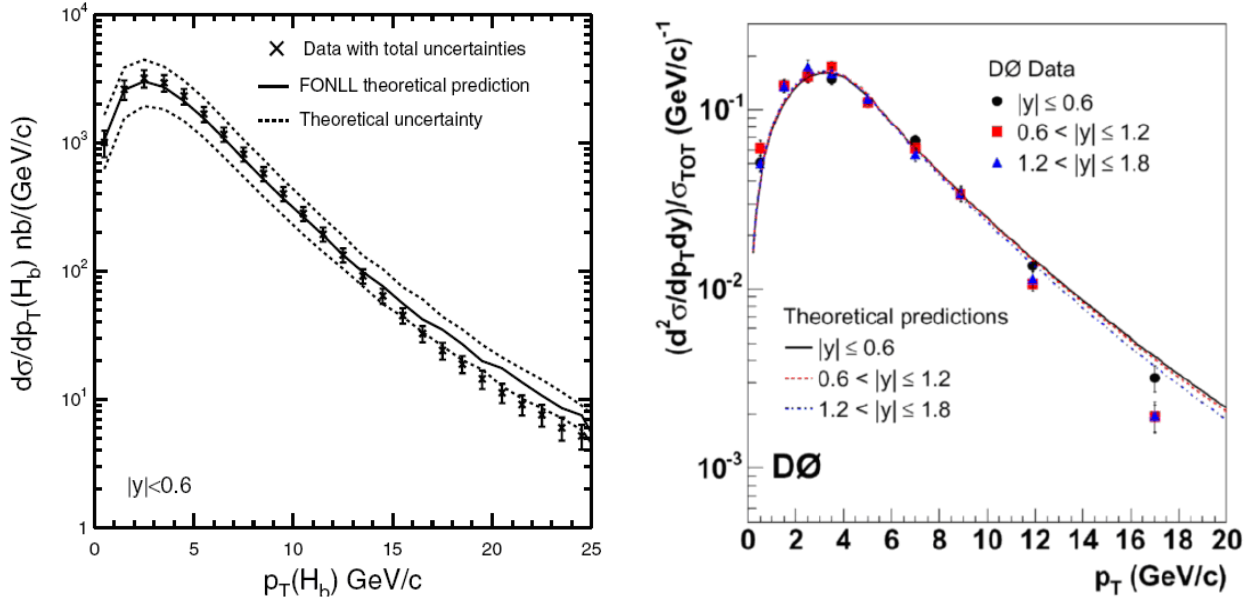 10⁴
10³
10²
10¹
1
dσ/dp_T(H_b) nb/(GeV/c)
Data with total uncertainties
FONLL theoretical prediction
Theoretical uncertainty
|y|<0.6
0 5 10 15 20 25
p_T(H_b) GeV/c
10⁻¹
10⁻²
10⁻³
(d²σ/dp_Tdy)/σ_TOT (GeV/c)⁻¹
DØ Data
|y| ≤ 0.6
0.6 < |y| ≤ 1.2
1.2 < |y| ≤ 1.8
Theoretical predictions
|y| ≤ 0.6
0.6 < |y| ≤ 1.2
1.2 < |y| ≤ 1.8
DØ
0 2 4 6 8 10 12 14 16 18 20
p_T (GeV/c)